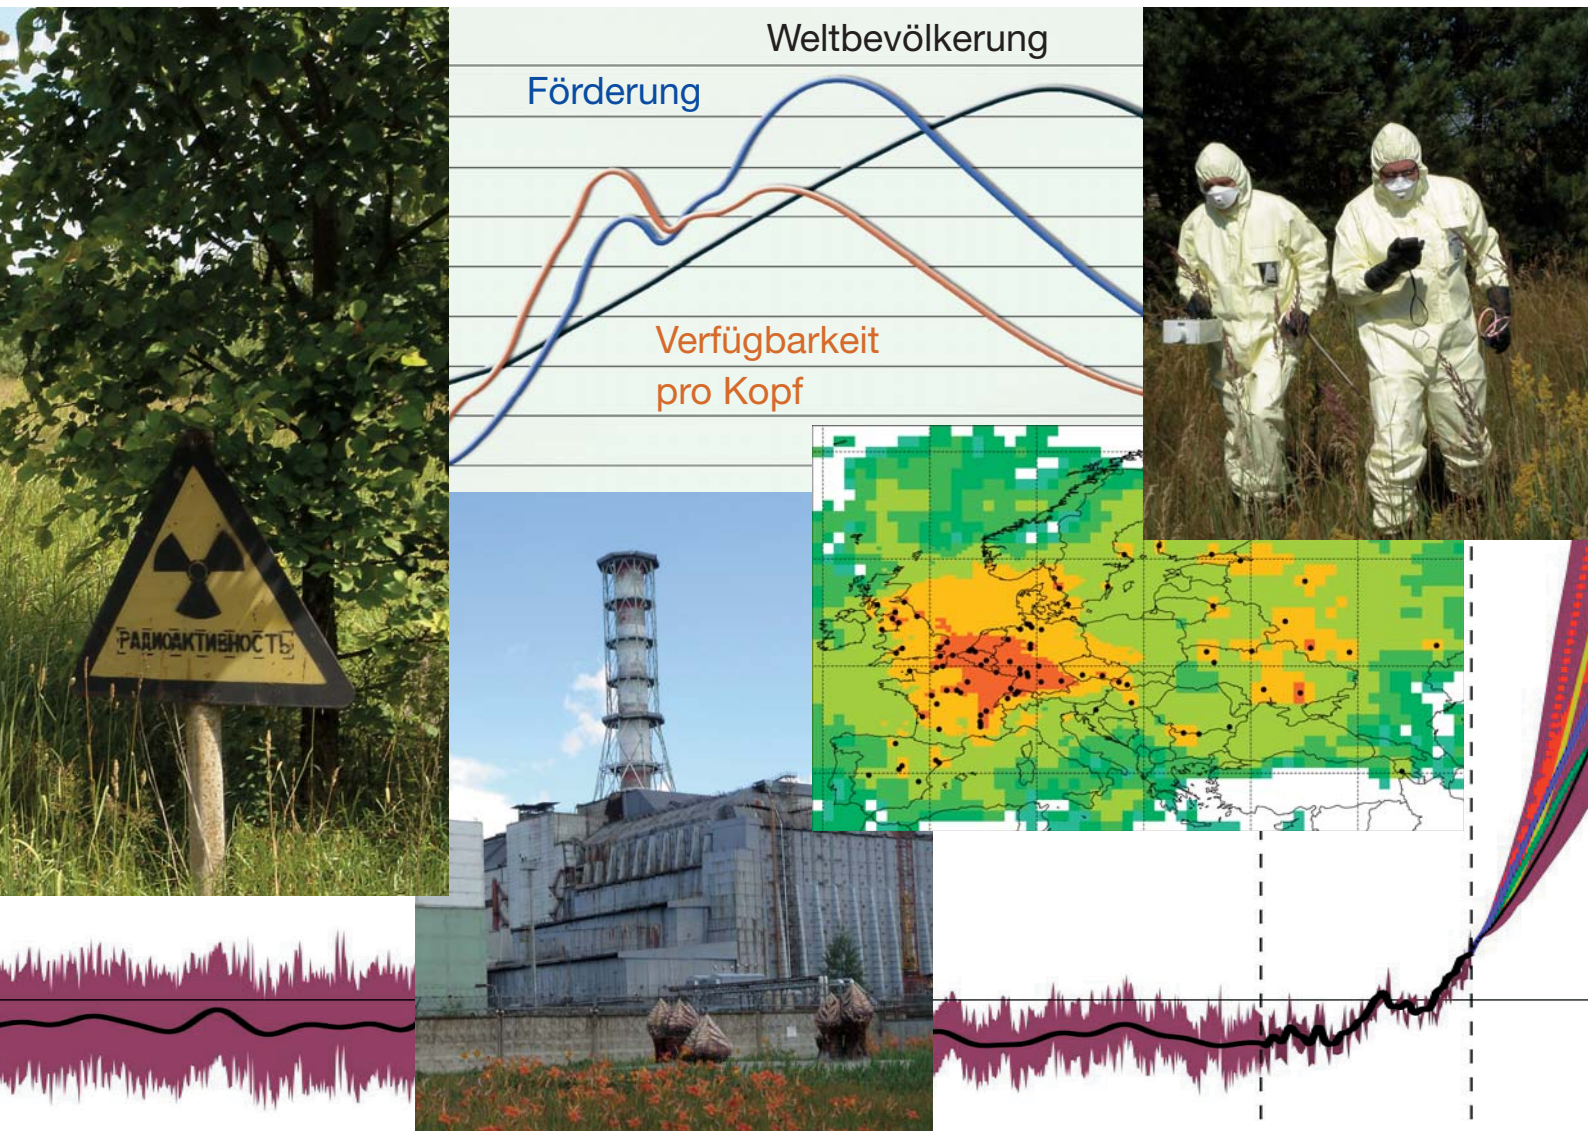 Weltbevölkerung
Förderung
Verfügbarkeit
pro Kopf
РАДИОАКТИВНОСТЬ